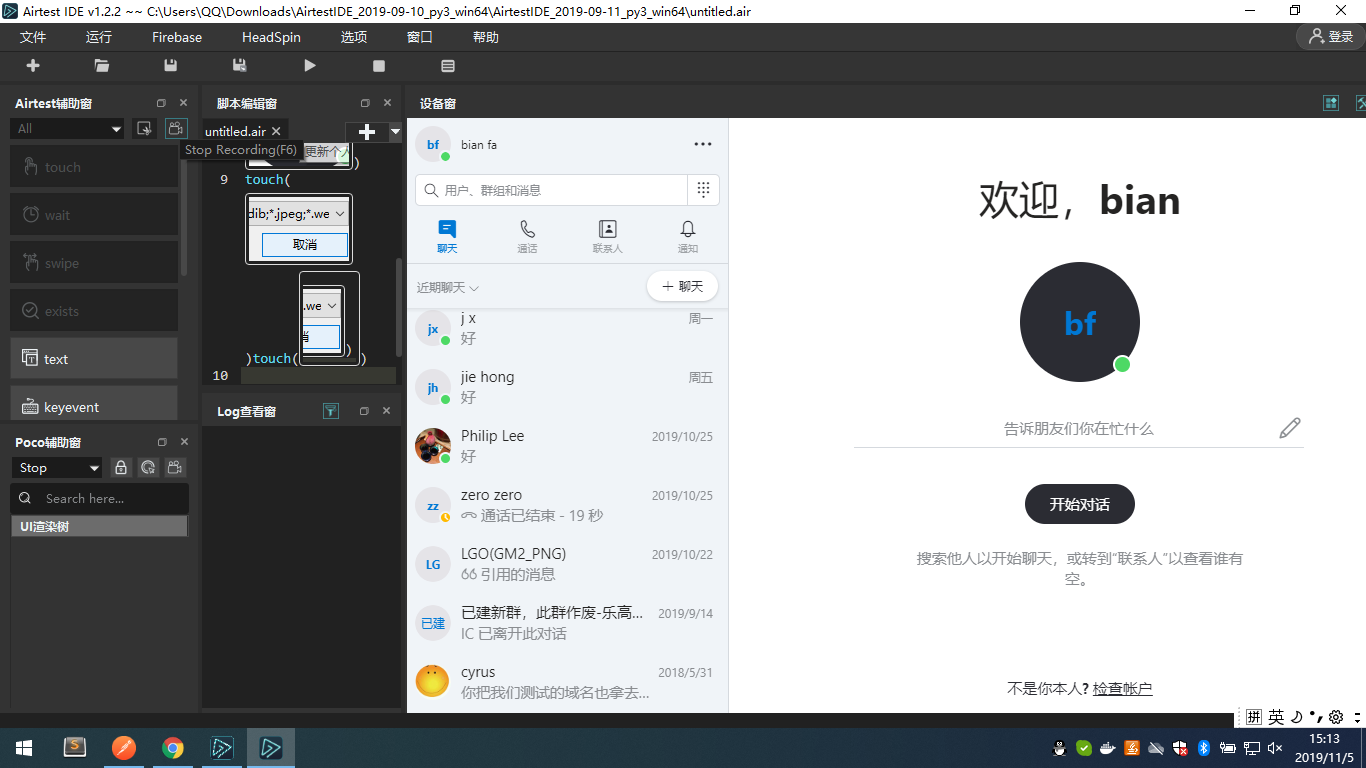 Airtest IDE v1.2.2 ~~ C:\Users\QQ\Downloads\AirtestIDE_2019-09-10_py3_win64\AirtestIDE_2019-09-11_py3_win64\untitled.air
文件 运行 Firebase HeadSpin 选项 窗口 帮助
登录
Airtest辅助窗
All
touch
wait
swipe
exists
text
keyevent
Poco辅助窗
Stop
Search here...
UI渲染树
脚本编辑窗
untitled.air
Stop Recording(F6)
更新个人
)
9 touch(
dib;*.jpeg;*.we
取消
.we
消
)
)touch( )
10
Log查看窗
设备窗
bf bian fa
用户、群组和消息
聊天 通话 联系人 通知
近期聊天
聊天
jx j x 周一
好
jh jie hong 周五
好
Philip Lee 2019/10/25
好
zz zero zero 2019/10/25
通话已结束 - 19 秒
LG LGO(GM2_PNG) 2019/10/22
66 引用的消息
已建 已建新群，此群作废-乐高... 2019/9/14
IC 已离开此对话
cyrus 2018/5/31
你把我们测试的域名也拿去...
欢迎，bian
bf
告诉朋友们你在忙什么
开始对话
搜索他人以开始聊天，或转到“联系人”以查看谁有
空。
不是你本人? 检查帐户
拼 英
S
15:13
2019/11/5